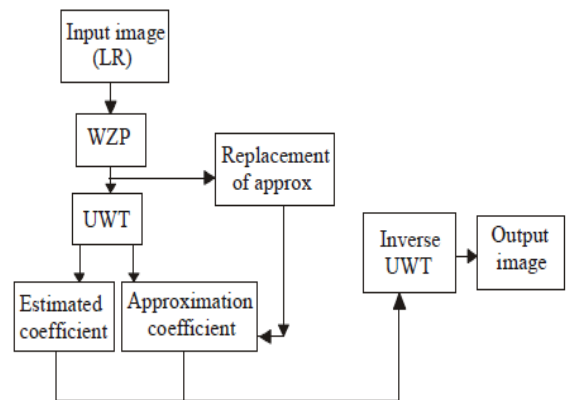 Input image
(LR)
WZP
Replacement
of approx
UWT
Inverse
UWT
Output
image
Estimated
coefficient
Approximation
coefficient